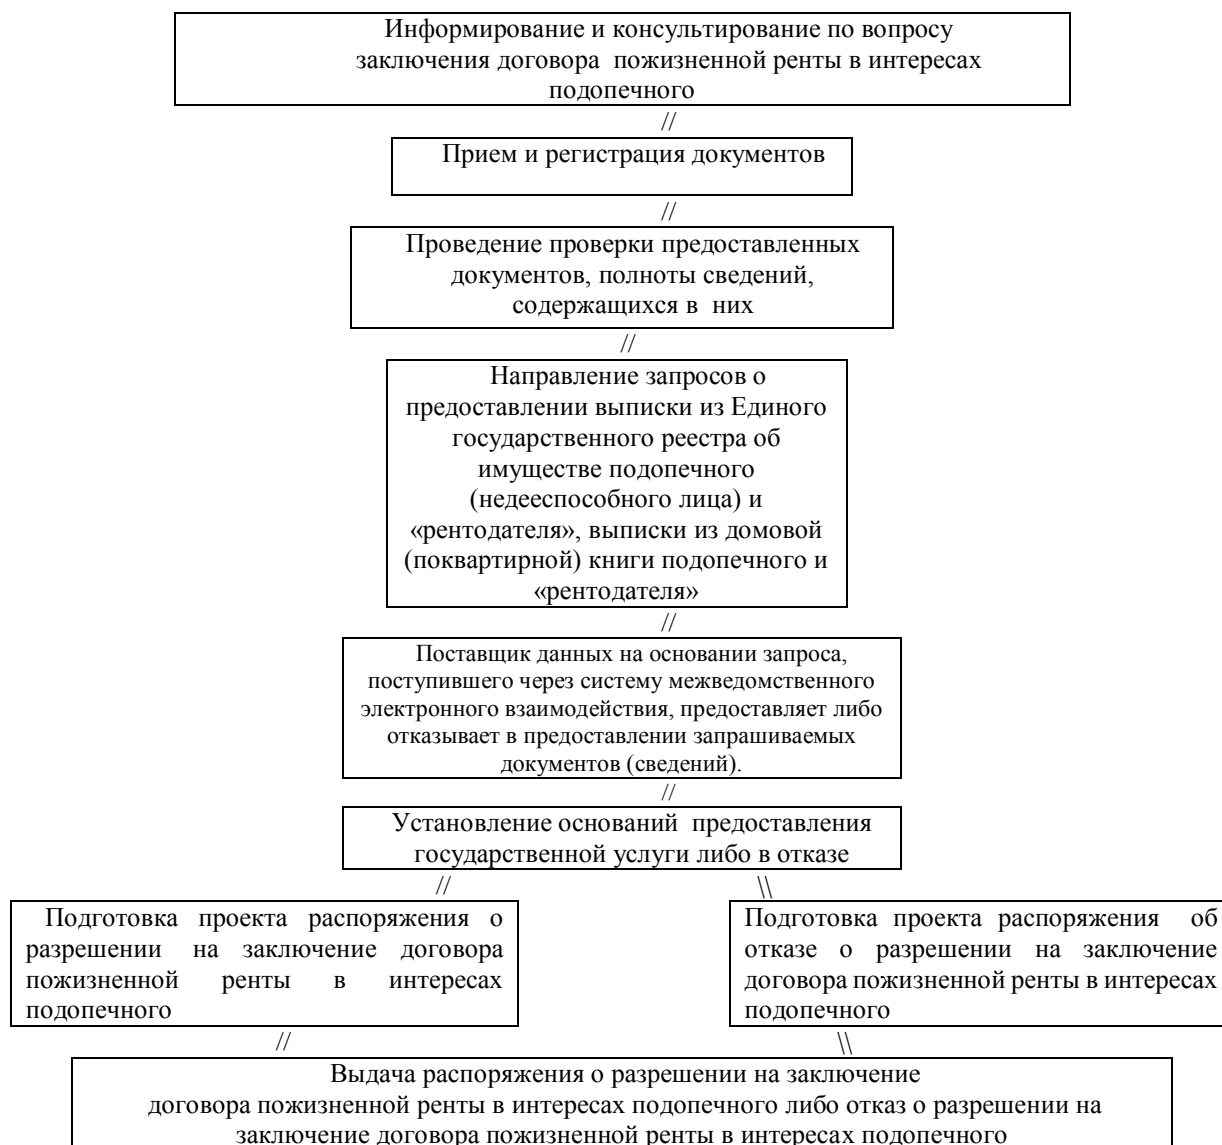 Информирование и консультирование по вопросу
заключения договора пожизненной ренты в интересах
подопечного
//
Прием и регистрация документов
//
Проведение проверки предоставленных
документов, полноты сведений,
содержащихся в них
//
Направление запросов о
предоставлении выписки из Единого
государственного реестра об
имуществе подопечного
(недееспособного лица) и
«рентодателя», выписки из домовой
(поквартирной) книги подопечного и
«рентодателя»
//
Поставщик данных на основании запроса,
поступившего через систему межведомственного
электронного взаимодействия, предоставляет либо
отказывает в предоставлении запрашиваемых
документов (сведений).
//
Установление оснований предоставления
государственной услуги либо в отказе
// \\
Подготовка проекта распоряжения о
разрешении на заключение договора
пожизненной ренты в интересах
подопечного
Подготовка проекта распоряжения об
отказе о разрешении на заключение
договора пожизненной ренты в интересах
подопечного
// \\
Выдача распоряжения о разрешении на заключение
договора пожизненной ренты в интересах подопечного либо отказ о разрешении на
заключение договора пожизненной ренты в интересах подопечного